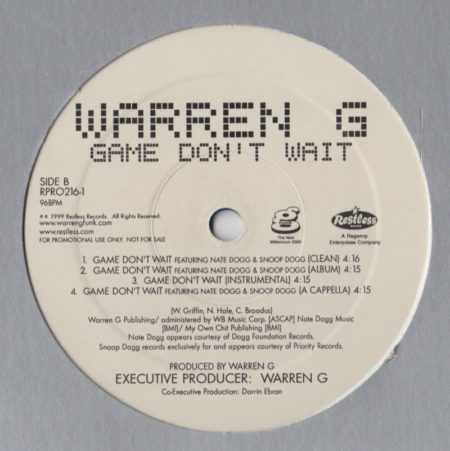 WARREN G
GAME DON'T WAIT
SIDE B
RPRO216-1
96BPM
℗ © 1999 Restless Records. All Rights Reserved.
www.warrengfunk.com
www.restless.com
FOR PROMOTIONAL USE ONLY. NOT FOR SALE
The New
Millennium 2000
Restless
A Regency
Enterprises Company
1. GAME DON'T WAIT FEATURING NATE DOGG & SNOOP DOGG (CLEAN) 4:16
2. GAME DON'T WAIT FEATURING NATE DOGG & SNOOP DOGG (ALBUM) 4:15
3. GAME DON'T WAIT (INSTRUMENTAL) 4:15
4. GAME DON'T WAIT FEATURING NATE DOGG & SNOOP DOGG (A CAPPELLA) 4:15
(W. Griffin, N. Hale, C. Broadus)
Warren G Publishing/ administered by WB Music Corp. [ASCAP] Nate Dogg Music
[BMI]/ My Own Chit Publishing [BMI]
Note Dogg appears courtesy of Dogg Foundation Records.
Snoop Dogg records exclusively for and appears courtesy of Priority Records.
PRODUCED BY WARREN G
EXECUTIVE PRODUCER: WARREN G
Co-Executive Production: Darrin Ebron